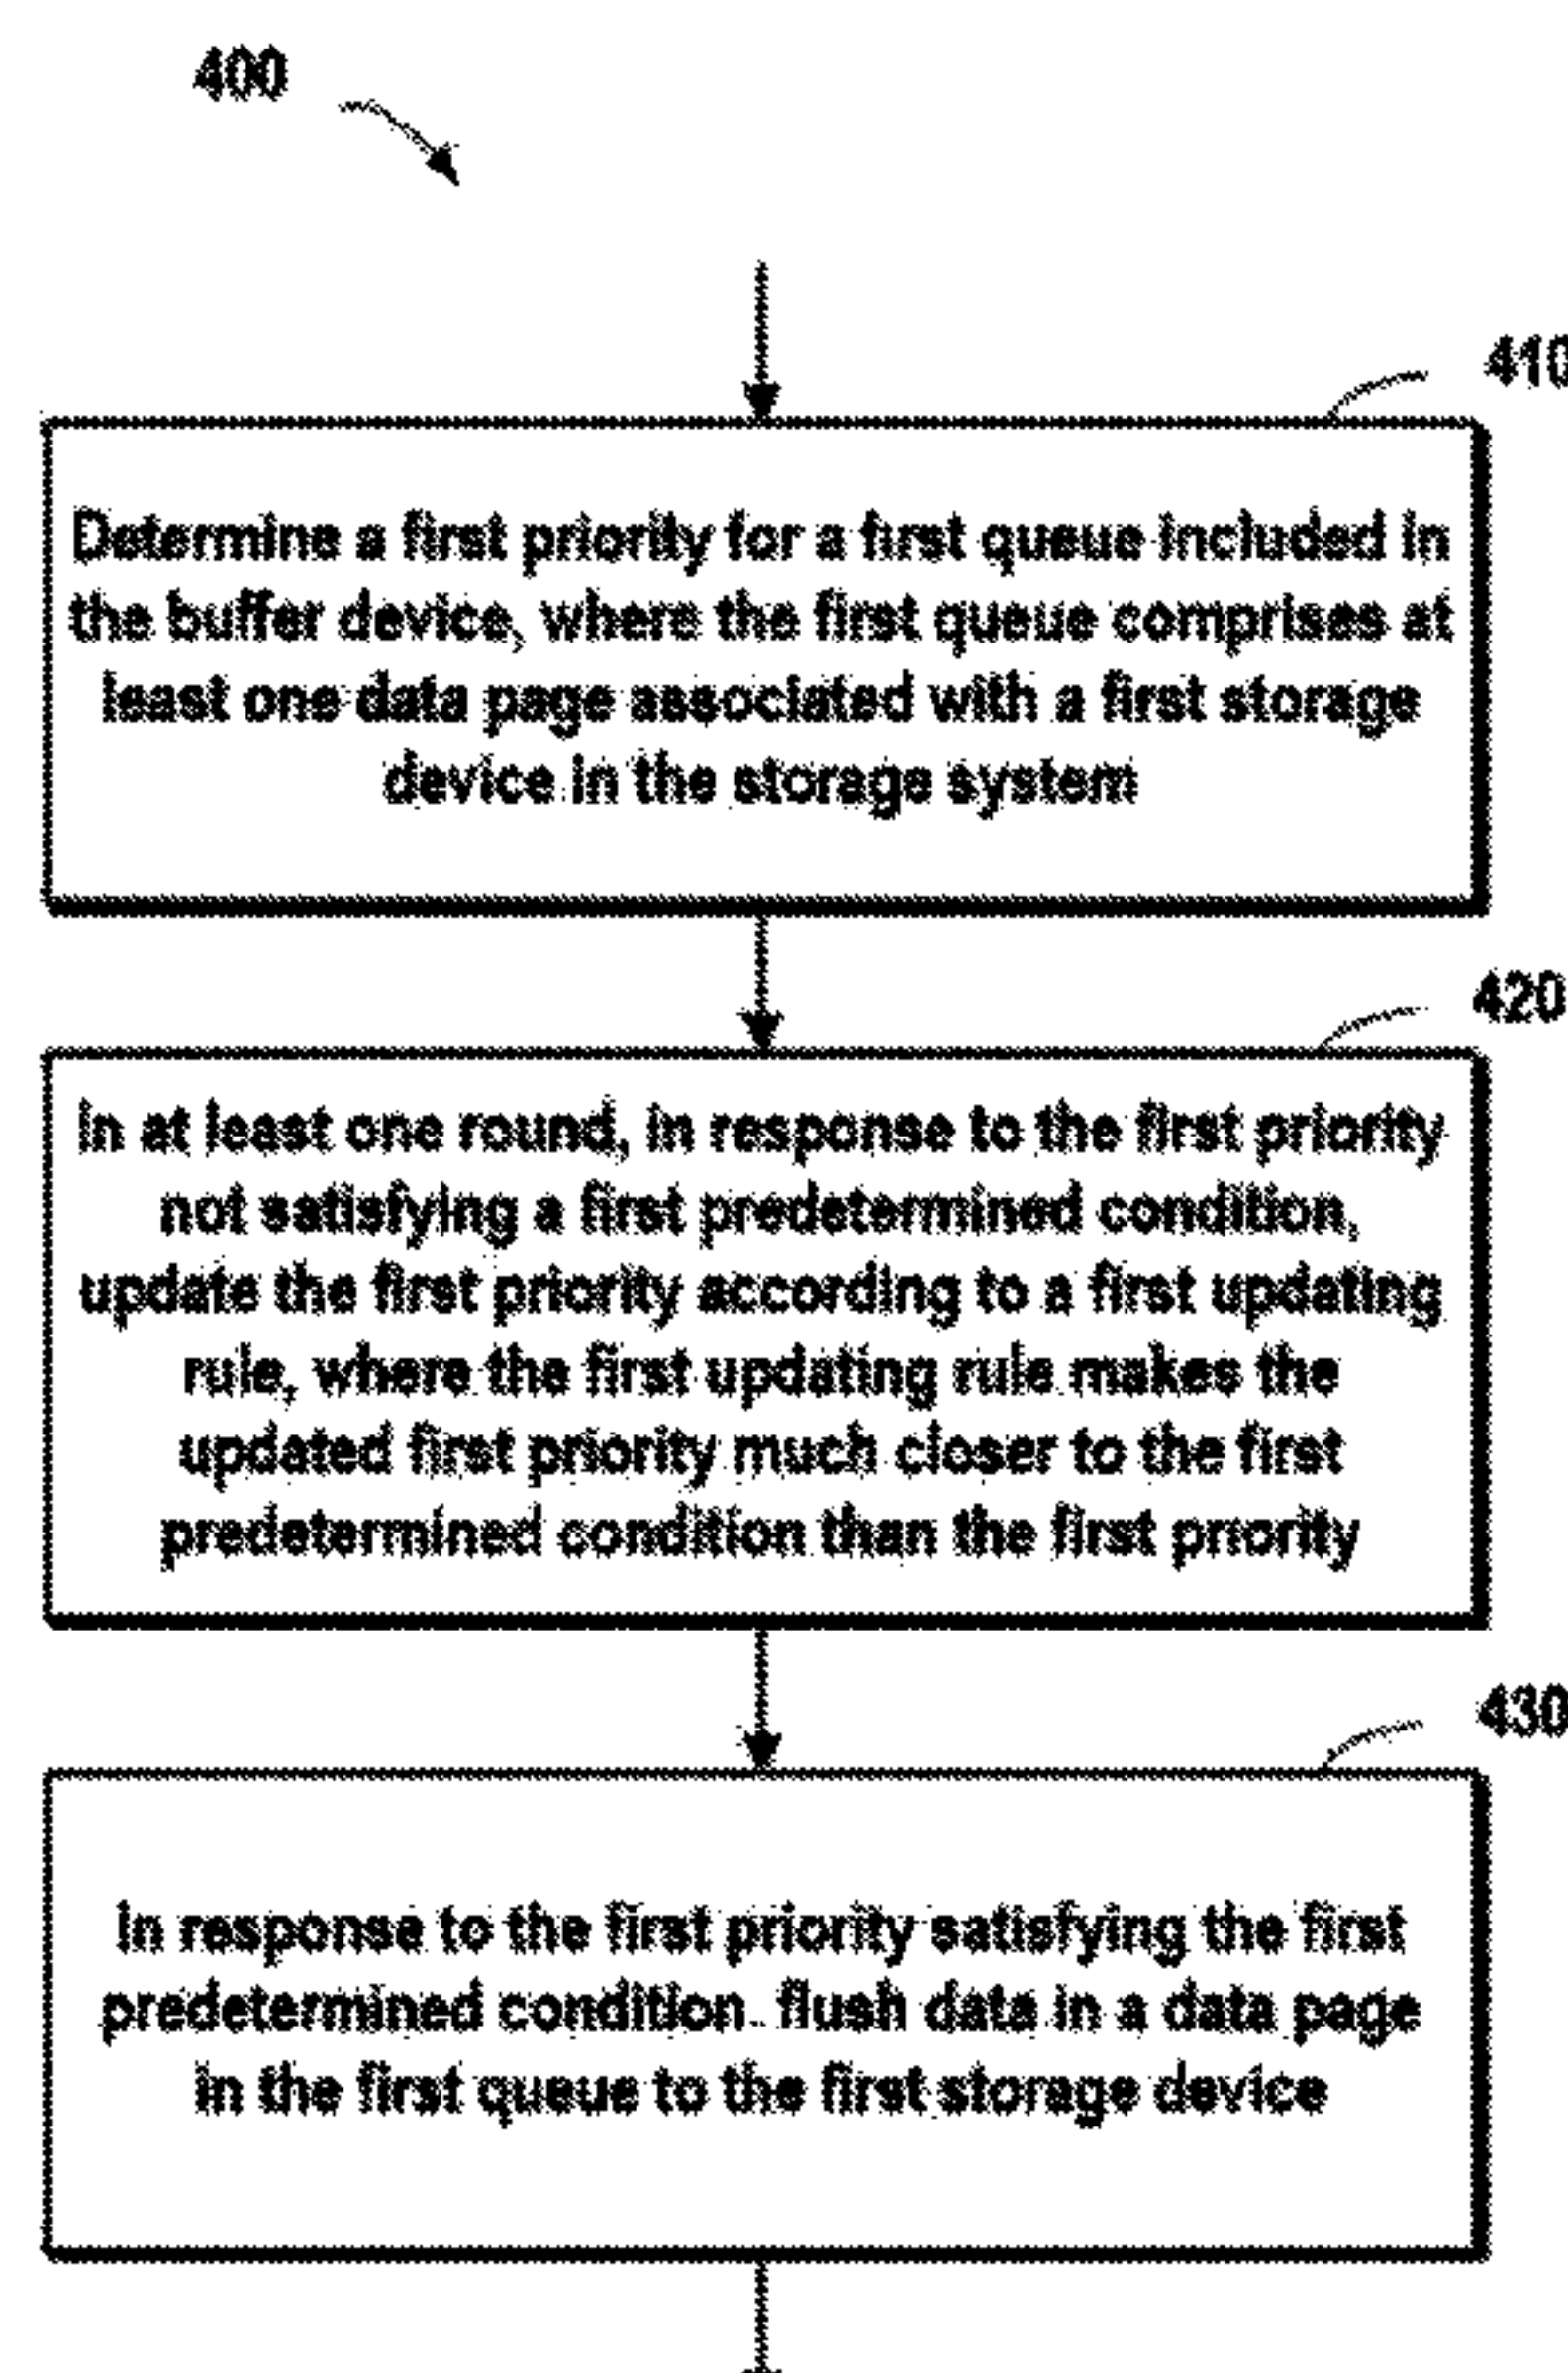 400
410
Determine a first priority for a first queue included in
the buffer device, where the first queue comprises at
least one data page associated with a first storage
device in the storage system
420
In at least one round, in response to the first priority
not satisfying a first predetermined condition,
update the first priority according to a first updating
rule, where the first updating rule makes the
updated first priority much closer to the first
predetermined condition than the first priority
430
In response to the first priority satisfying the first
predetermined condition, flush data in a data page
in the first queue to the first storage device